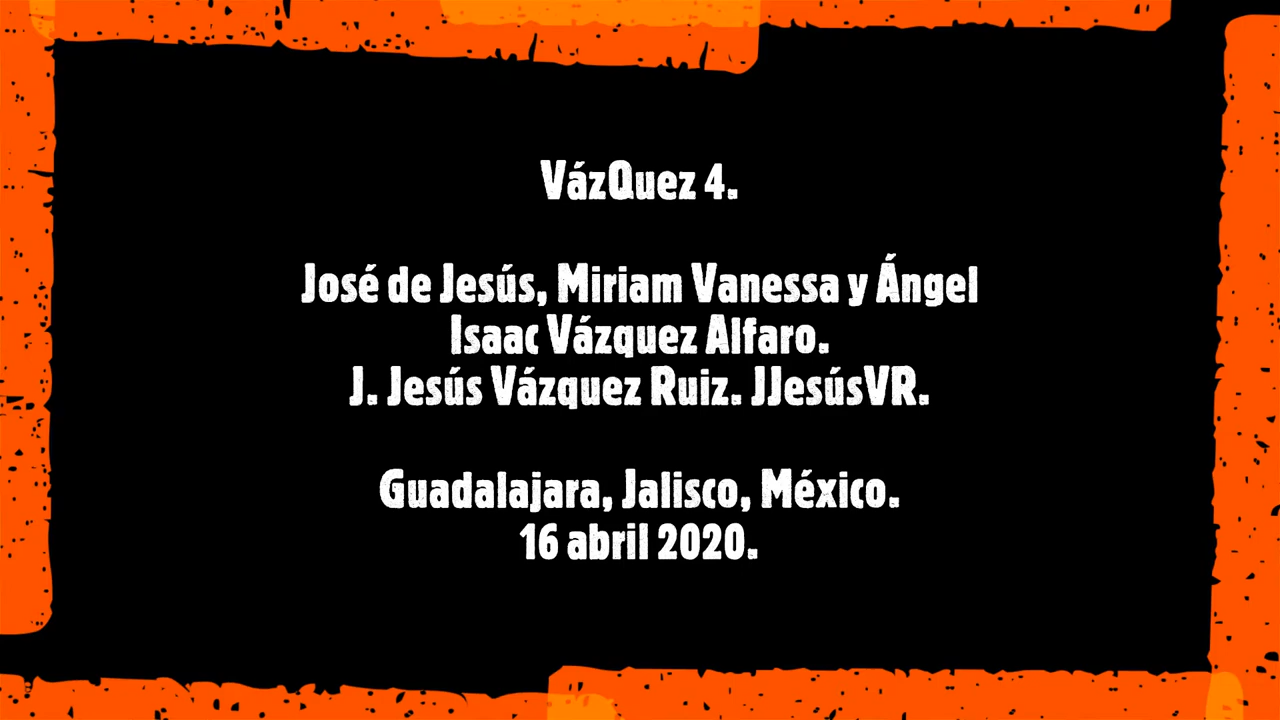 VázQuez 4.
José de Jesús, Miriam Vanessa y Ángel
Isaac Vázquez Alfaro.
J. Jesús Vázquez Ruiz. JJesúsVR.
Guadalajara, Jalisco, México.
16 abril 2020.